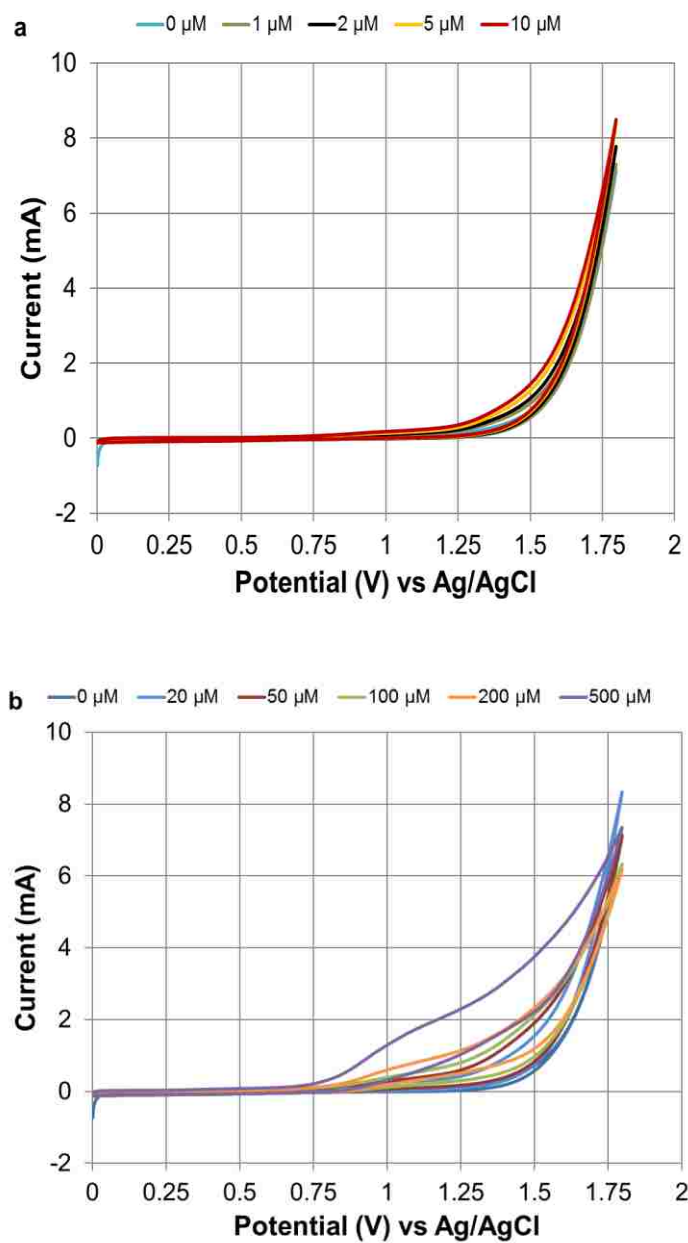 a
0 µM 1 µM 2 µM 5 µM 10 µM
10
8
6
4
2
0
-2
Current (mA)
0 0.25 0.5 0.75 1 1.25 1.5 1.75 2
Potential (V) vs Ag/AgCl
b
0 µM 20 µM 50 µM 100 µM 200 µM 500 µM
10
8
6
4
2
0
-2
Current (mA)
0 0.25 0.5 0.75 1 1.25 1.5 1.75 2
Potential (V) vs Ag/AgCl